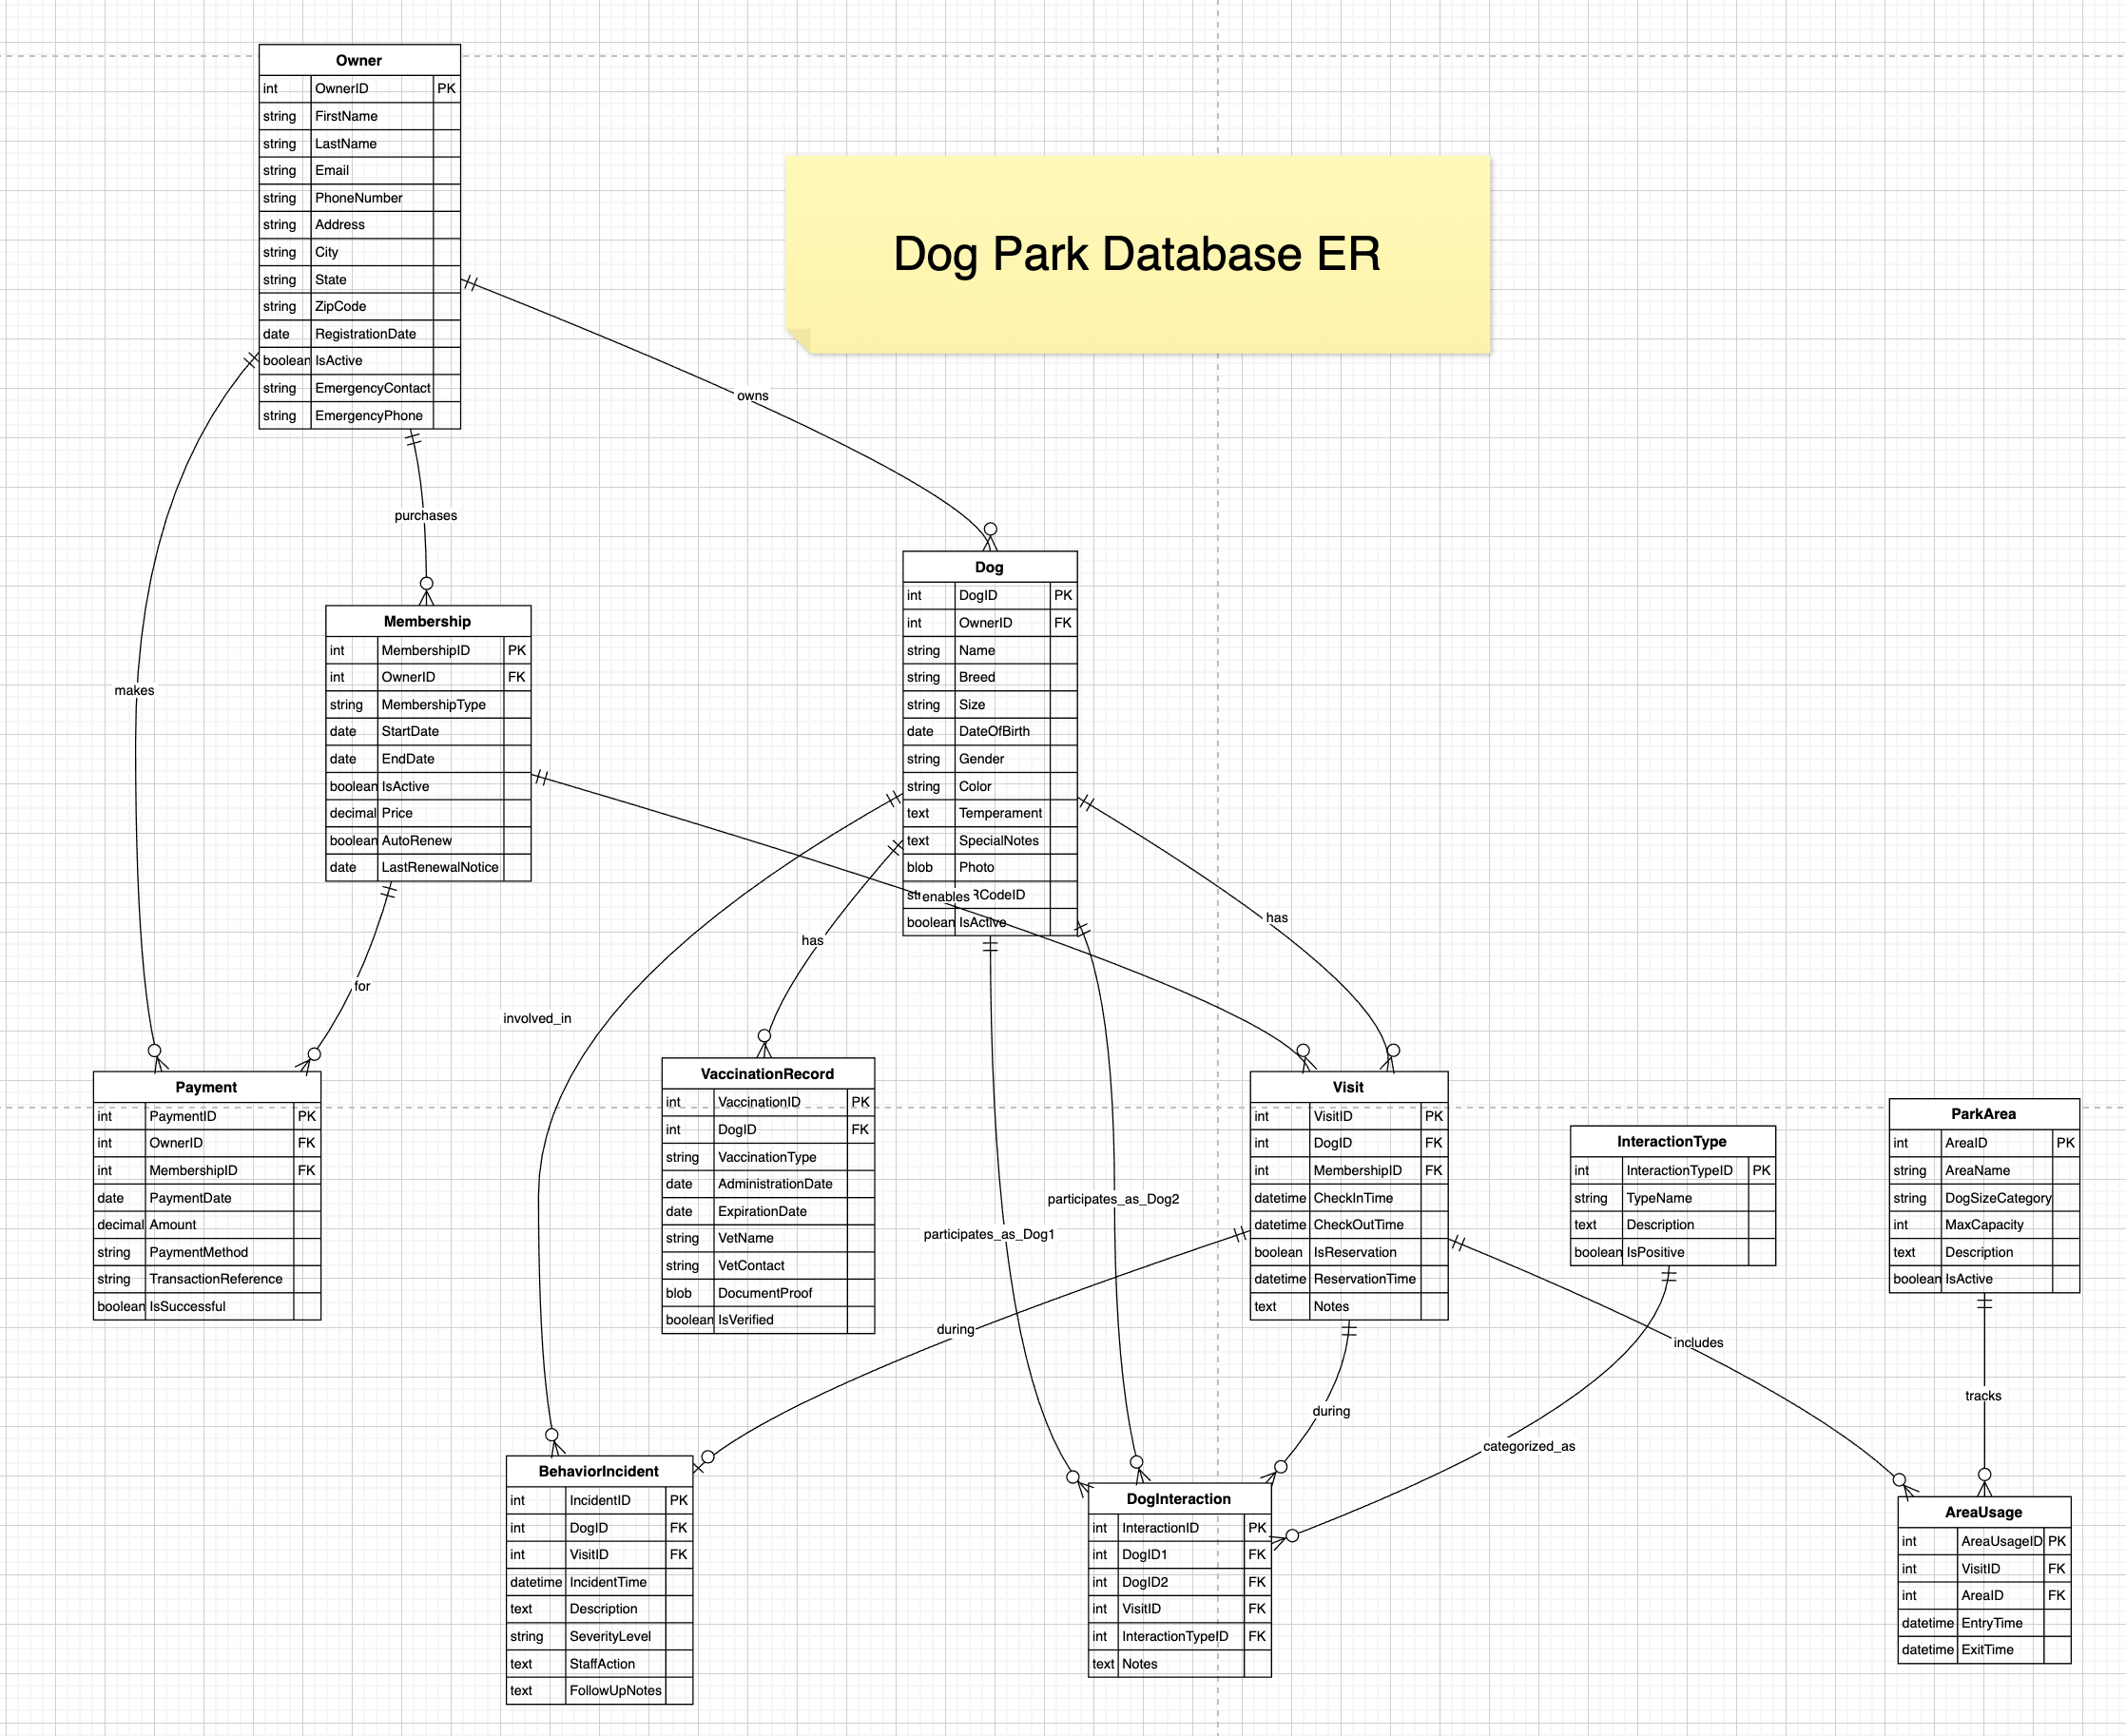 Owner
int OwnerID PK
string FirstName
string LastName
string Email
string PhoneNumber
string Address
string City
string State
string ZipCode
date RegistrationDate
boolean IsActive
string EmergencyContact
string EmergencyPhone
Dog Park Database ER
owns
purchases
makes
Membership
int MembershipID PK
int OwnerID FK
string MembershipType
date StartDate
date EndDate
boolean IsActive
decimal Price
boolean AutoRenew
date LastRenewalNotice
Dog
int DogID PK
int OwnerID FK
string Name
string Breed
string Size
date DateOfBirth
string Gender
string Color
text Temperament
text SpecialNotes
blob Photo
enables
boolean IsActive
has
has
for
involved_in
participates_as_Dog1
participates_as_Dog2
Payment
int PaymentID PK
int OwnerID FK
int MembershipID FK
date PaymentDate
decimal Amount
string PaymentMethod
string TransactionReference
boolean IsSuccessful
VaccinationRecord
int VaccinationID PK
int DogID FK
string VaccinationType
date AdministrationDate
date ExpirationDate
string VetName
string VetContact
blob DocumentProof
boolean IsVerified
Visit
int VisitID PK
int DogID FK
int MembershipID FK
datetime CheckInTime
datetime CheckOutTime
boolean IsReservation
datetime ReservationTime
text Notes
InteractionType
int InteractionTypeID PK
string TypeName
text Description
boolean IsPositive
ParkArea
int AreaID PK
string AreaName
string DogSizeCategory
int MaxCapacity
text Description
boolean IsActive
during
during
includes
categorized_as
tracks
BehaviorIncident
int IncidentID PK
int DogID FK
int VisitID FK
datetime IncidentTime
text Description
string SeverityLevel
text StaffAction
text FollowUpNotes
DogInteraction
int InteractionID PK
int DogID1 FK
int DogID2 FK
int VisitID FK
int InteractionTypeID FK
text Notes
AreaUsage
int AreaUsageID PK
int VisitID FK
int AreaID FK
datetime EntryTime
datetime ExitTime